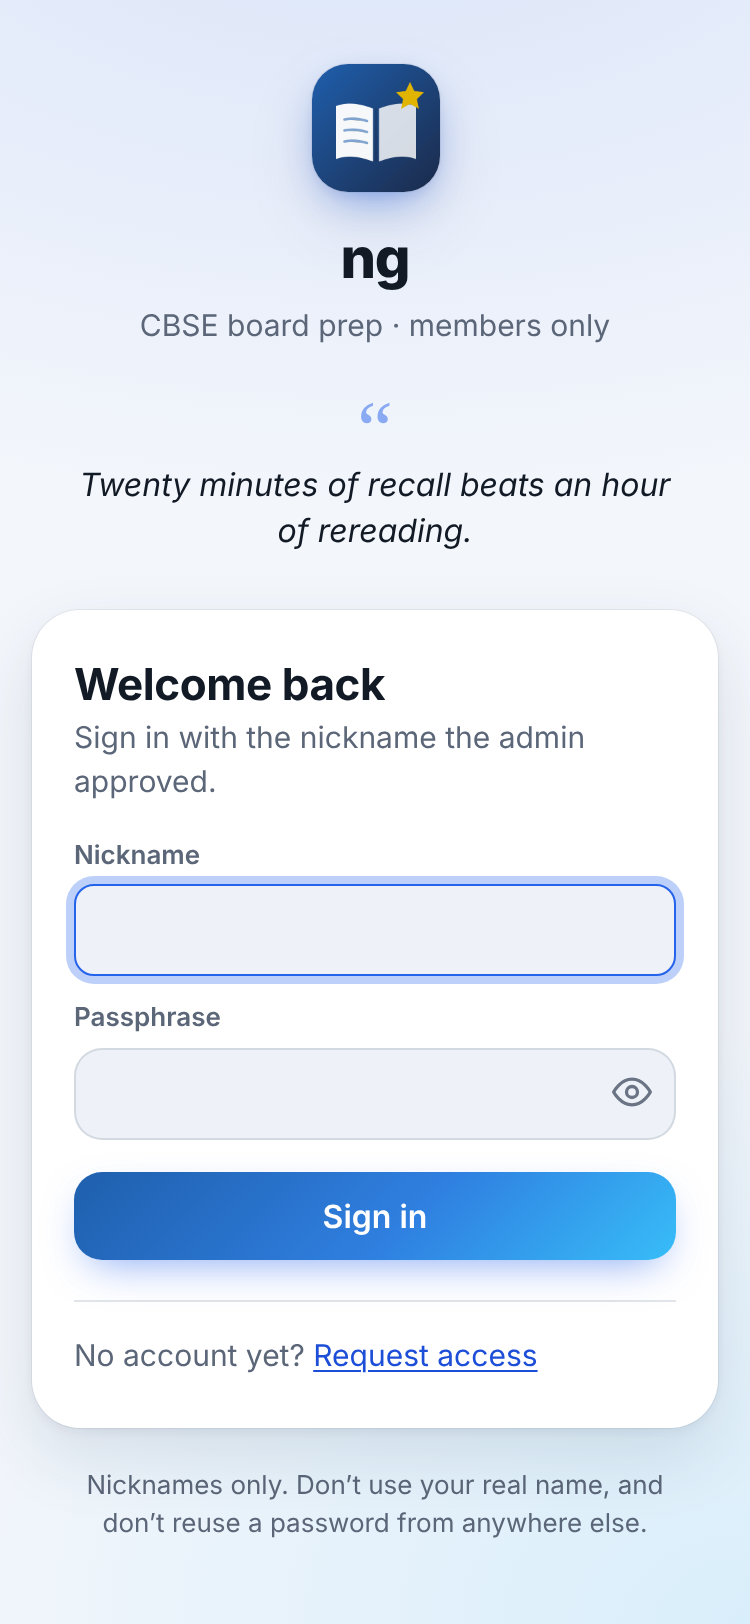 ng
CBSE board prep · members only
“
Twenty minutes of recall beats an hour
of rereading.
Welcome back
Sign in with the nickname the admin
approved.
Nickname
Passphrase
Sign in
No account yet? Request access
Nicknames only. Don’t use your real name, and
don’t reuse a password from anywhere else.